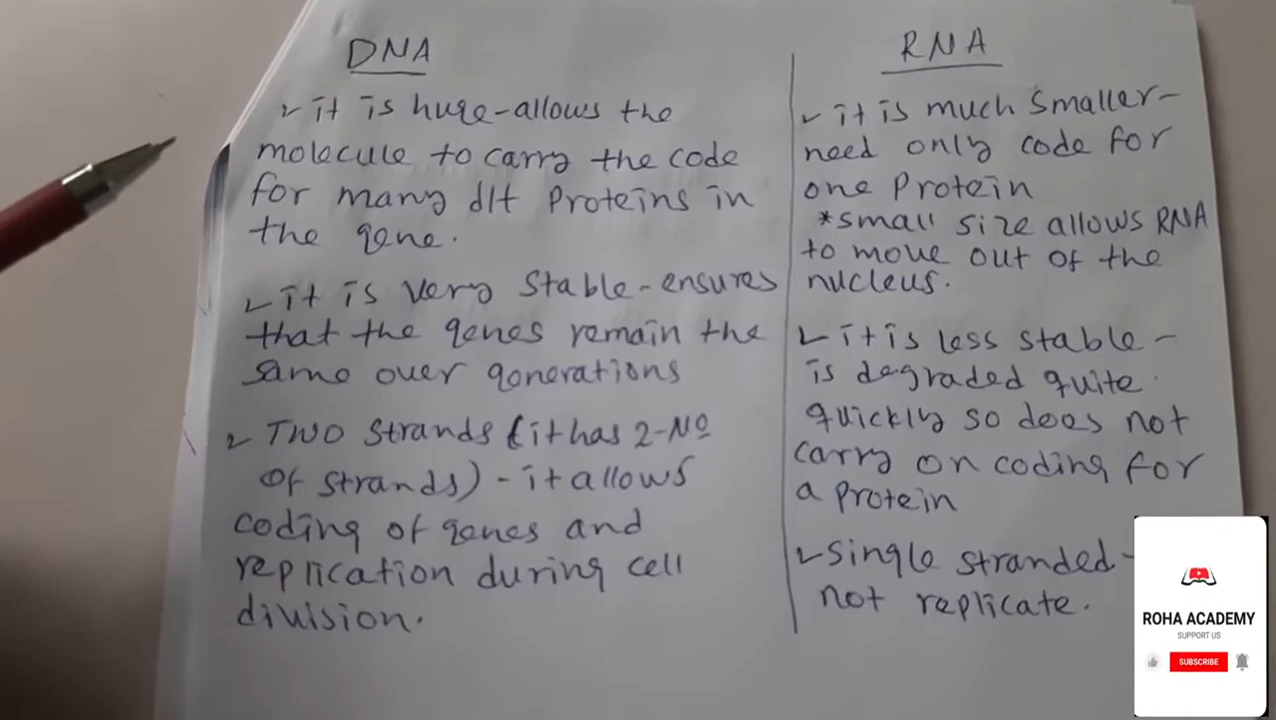 DNA
✓ it is huge-allows the
molecule to carry the code
for many d/t Proteins in
the gene.
✓ it is very stable-ensures
that the genes remain the
same over generations
✓ TWO strands (it has 2-No
of strands) - it allows
coding of genes and
replication during cell
division.
RNA
✓ it is much smaller-
need only code for
one Protein
*small size allows RNA
to move out of the
nucleus.
✓ it is less stable-
is degraded quite
quickly so does not
carry on coding for
a protein
✓ single stranded-
not replicate.
ROHA ACADEMY
SUPPORT US
SUBSCRIBE